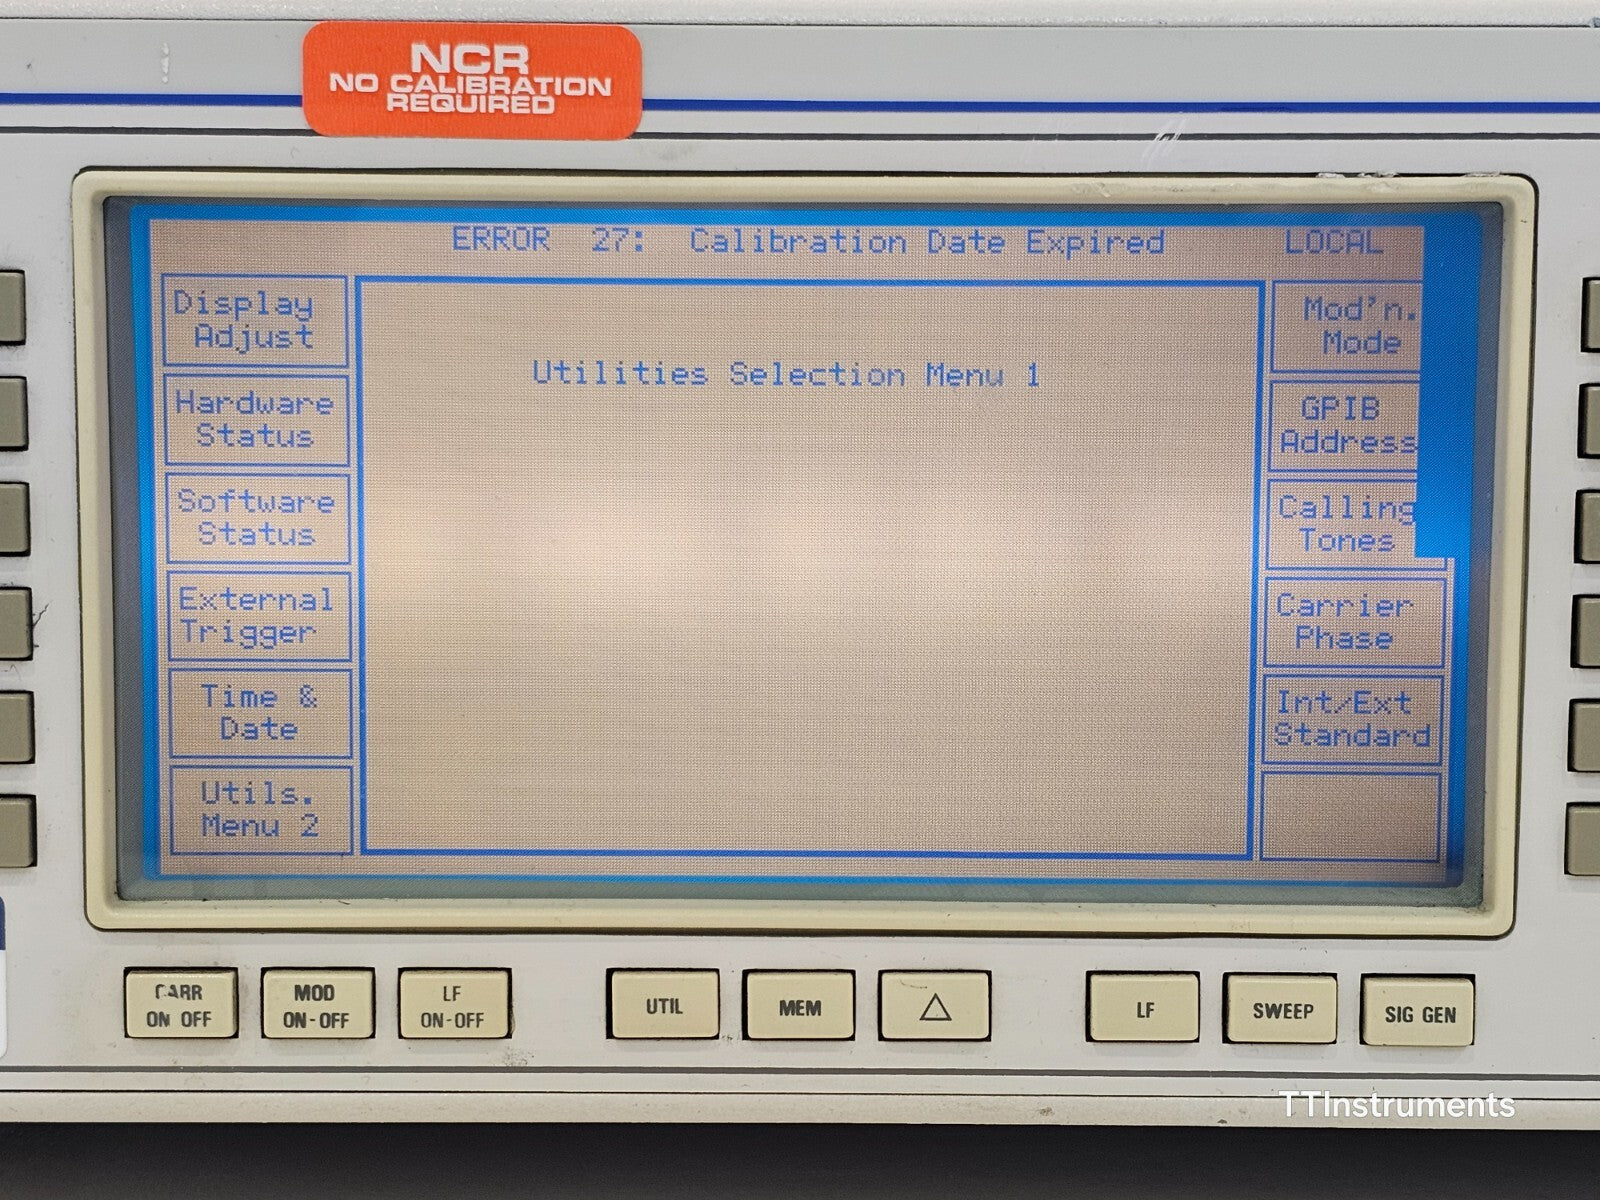 NCR
NO CALIBRATION
REQUIRED
ERROR 27: Calibration Date Expired LOCAL
Display
Adjust
Hardware
Status
Software
Status
External
Trigger
Time &
Date
Utils.
Menu 2
Utilities Selection Menu 1
Mod'n.
Mode
GPIB
Address
Calling
Tones
Carrier
Phase
Int/Ext
Standard
CARR
ON OFF
MOD
ON-OFF
LF
ON-OFF
UTIL
MEM
△
LF
SWEEP
SIG GEN
TTInstruments